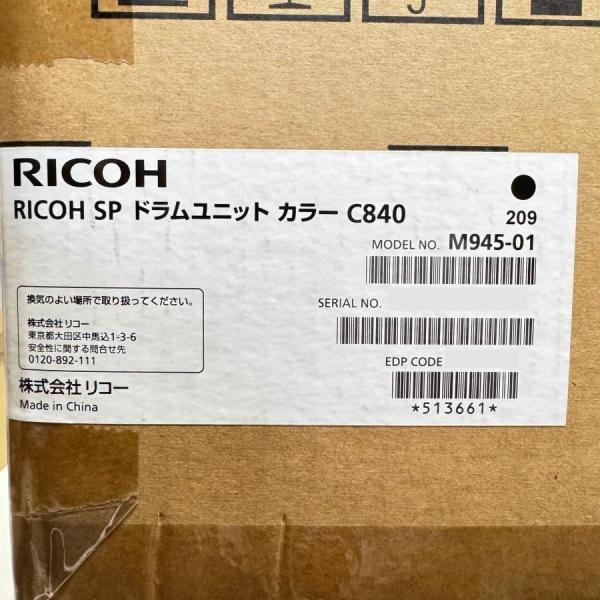 RICOH
RICOH SP ドラムユニット カラー C840
209
MODEL NO. M945-01
SERIAL NO.
EDP CODE
*513661*
換気のよい場所で取り扱ってください。
株式会社リコー
東京都大田区中馬込1-3-6
安全性に関する問合せ先
0120-892-111
株式会社リコー
Made in China